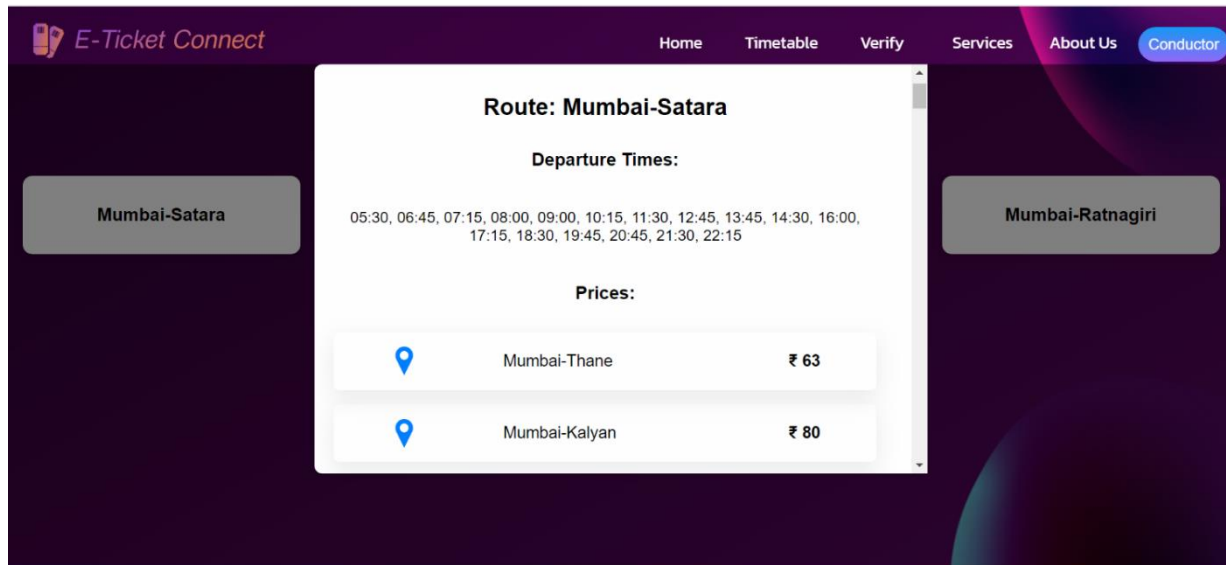 E-Ticket Connect
Home Timetable Verify Services About Us Conductor
Route: Mumbai-Satara
Departure Times:
Mumbai-Satara
05:30, 06:45, 07:15, 08:00, 09:00, 10:15, 11:30, 12:45, 13:45, 14:30, 16:00,
17:15, 18:30, 19:45, 20:45, 21:30, 22:15
Mumbai-Ratnagiri
Prices:
Mumbai-Thane ₹ 63
Mumbai-Kalyan ₹ 80